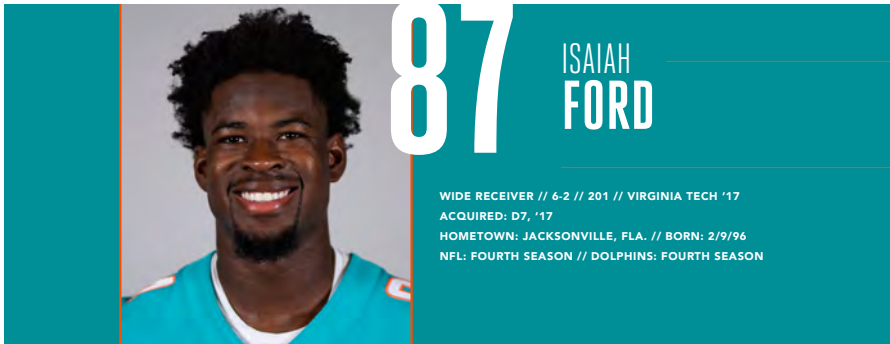 87
ISAIAH
FORD
WIDE RECEIVER // 6-2 // 201 // VIRGINIA TECH ‘17
ACQUIRED: D7, ‘17
HOMETOWN: JACKSONVILLE, FLA. // BORN: 2/9/96
NFL: FOURTH SEASON // DOLPHINS: FOURTH SEASON